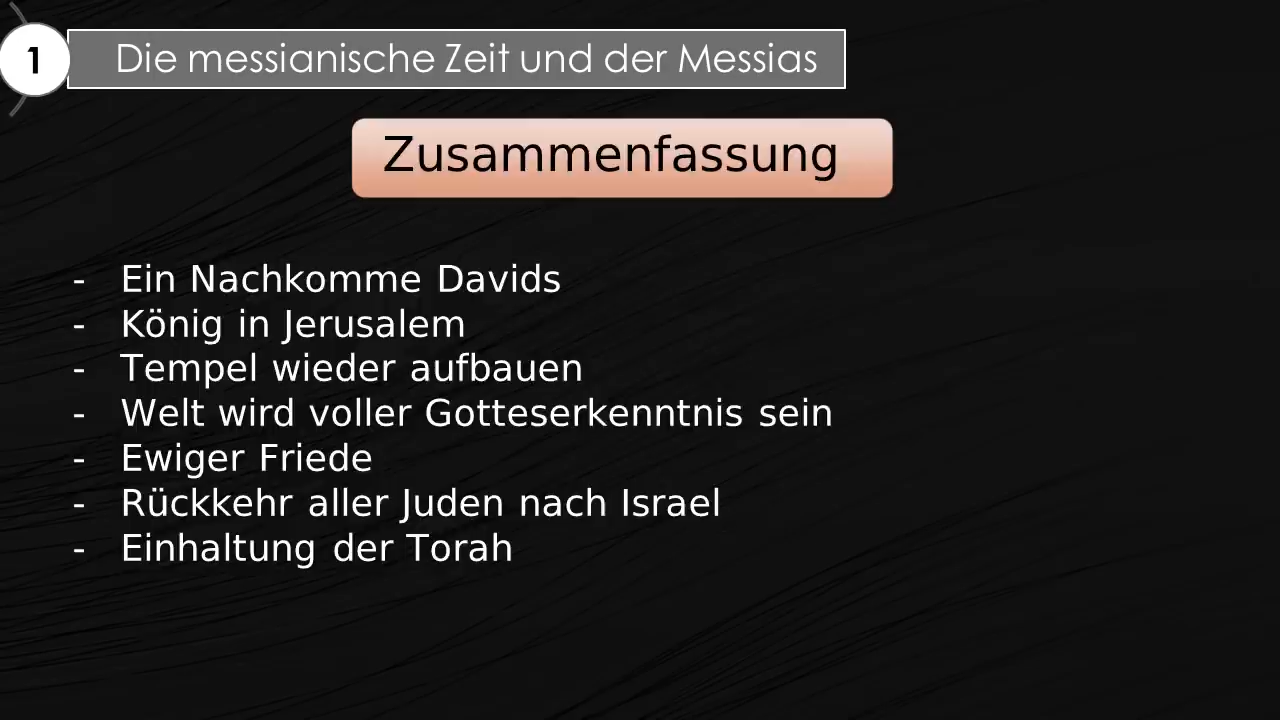 1
Die messianische Zeit und der Messias
Zusammenfassung
- Ein Nachkomme Davids
- König in Jerusalem
- Tempel wieder aufbauen
- Welt wird voller Gotteserkenntnis sein
- Ewiger Friede
- Rückkehr aller Juden nach Israel
- Einhaltung der Torah